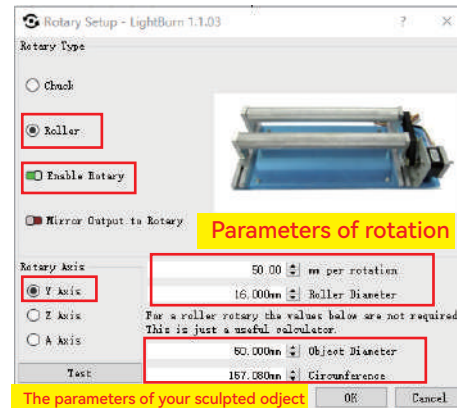 Rotary Setup - LightBurn 1.1.03
Rotary Type
Chuck
Roller
Enable Rotary
Mirror Output to Rotary
Parameters of rotation
Rotary Axis
50.00 mm per rotation
Y Axis
16.000mm Roller Diameter
Z Axis
For a roller rotary the values below are not required
This is just a useful calculator.
A Axis
50.000mm Object Diameter
Test
157.080mm Circumference
The parameters of your sculpted object
OK
Cancel